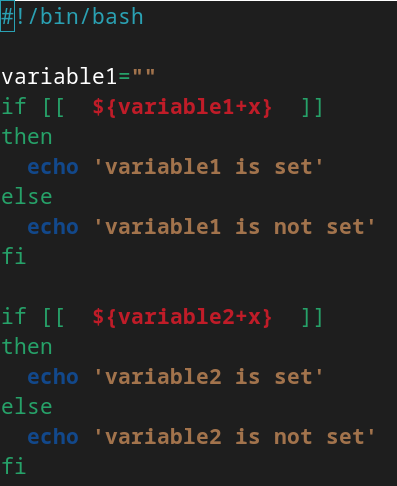 #!/bin/bash

variable1=""
if [[  ${variable1+x}  ]]
then
  echo 'variable1 is set'
else
  echo 'variable1 is not set'
fi

if [[  ${variable2+x}  ]]
then
  echo 'variable2 is set'
else
  echo 'variable2 is not set'
fi